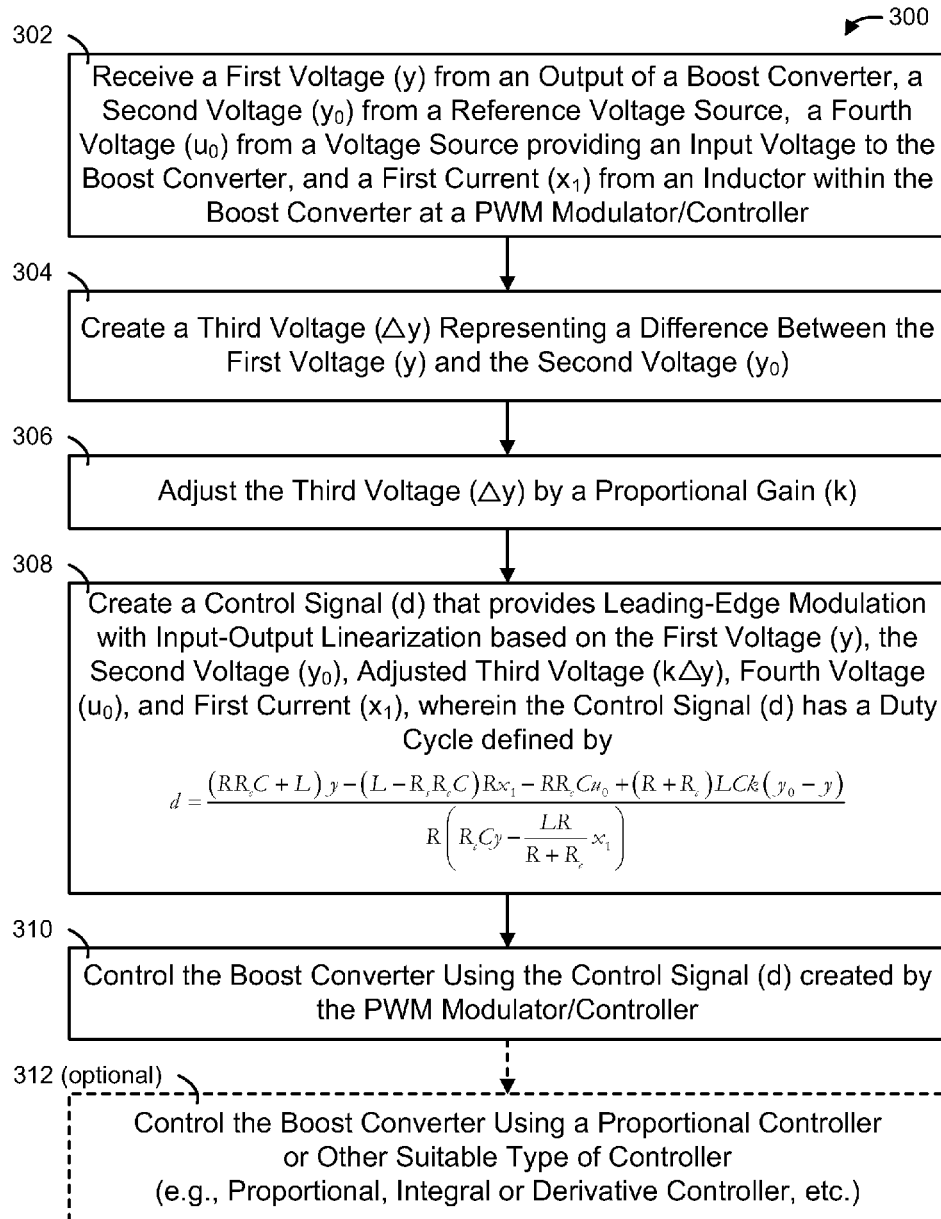 300
302
Receive a First Voltage (y) from an Output of a Boost Converter, a
Second Voltage (y₀) from a Reference Voltage Source, a Fourth
Voltage (u₀) from a Voltage Source providing an Input Voltage to
the Boost Converter, and a First Current (x₁) from an Inductor within the
Boost Converter at a PWM Modulator/Controller
304
Create a Third Voltage (△y) Representing a Difference Between the
First Voltage (y) and the Second Voltage (y₀)
306
Adjust the Third Voltage (△y) by a Proportional Gain (k)
308
Create a Control Signal (d) that provides Leading-Edge Modulation
with Input-Output Linearization based on the First Voltage (y), the
Second Voltage (y₀), Adjusted Third Voltage (k△y), Fourth Voltage
(u₀), and First Current (x₁), wherein the Control Signal (d) has a Duty
Cycle defined by
d = ((RR_cC + L) y − (L − R_sR_cC) Rx₁ − RR_cCu₀ + (R + R_c) LCk (y₀ − y)) / (R (R_cCy − (LR / (R + R_c)) x₁))
310
Control the Boost Converter Using the Control Signal (d) created by
the PWM Modulator/Controller
312 (optional)
Control the Boost Converter Using a Proportional Controller
or Other Suitable Type of Controller
(e.g., Proportional, Integral or Derivative Controller, etc.)